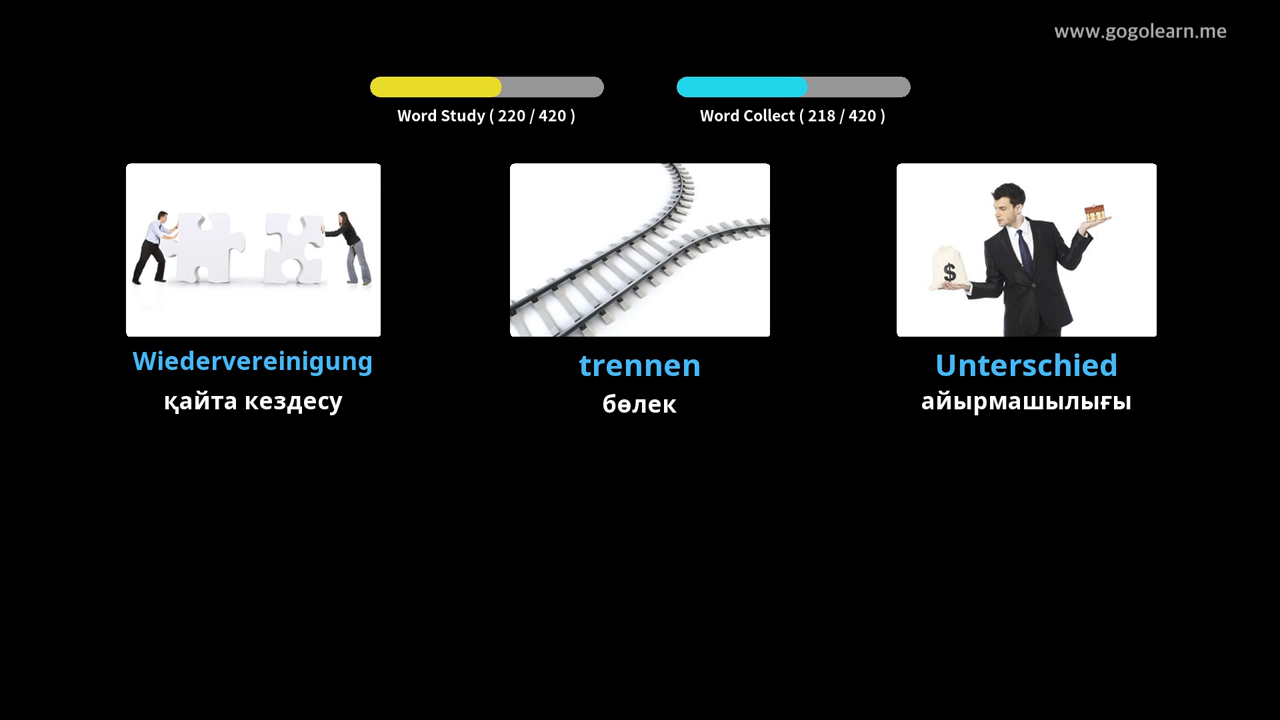 www.gogolearn.me
Word Study ( 220 / 420 )
Word Collect ( 218 / 420 )
$
Wiedervereinigung
қайта кездесу
trennen
бөлек
Unterschied
айырмашылығы